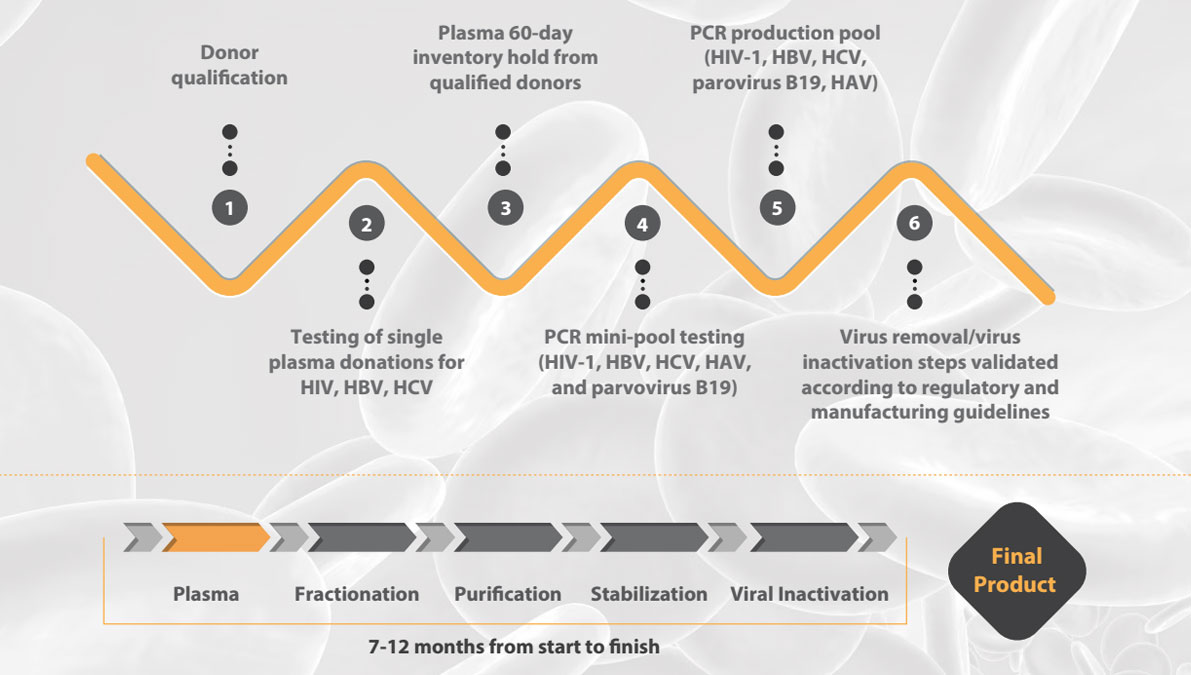 Donor
qualification
1
2
Testing of single
plasma donations for
HIV, HBV, HCV
Plasma 60-day
inventory hold from
qualified donors
3
4
PCR mini-pool testing
(HIV-1, HBV, HCV, HAV,
and parvovirus B19)
PCR production pool
(HIV-1, HBV, HCV,
parovirus B19, HAV)
5
6
Virus removal/virus
inactivation steps validated
according to regulatory and
manufacturing guidelines
Plasma
Fractionation
Purification
Stabilization
Viral Inactivation
7-12 months from start to finish
Final
Product